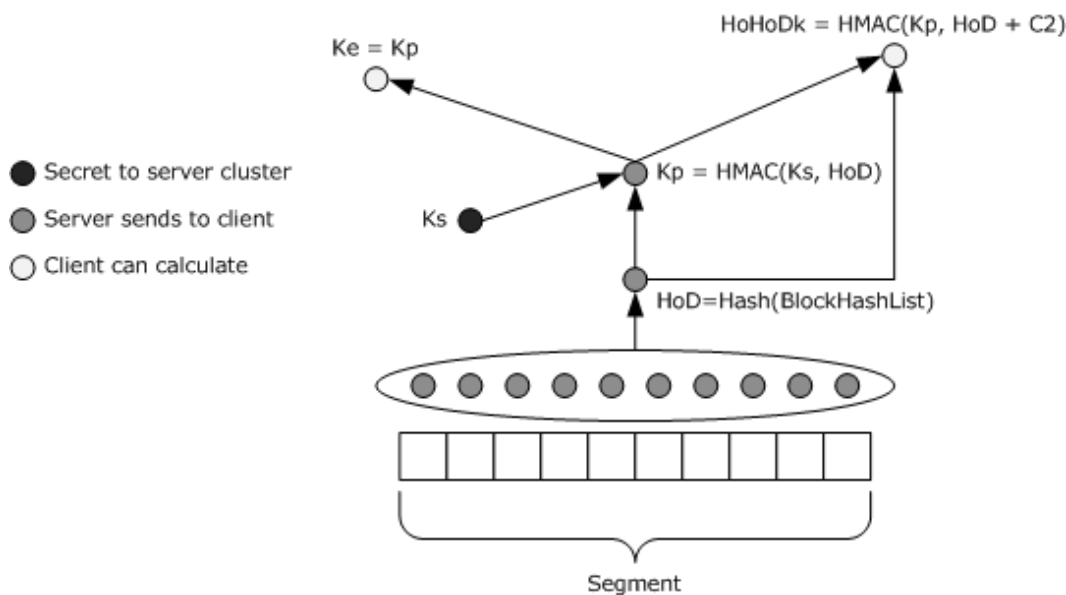 HoHoDk = HMAC(Kp, HoD + C2)
Ke = Kp
Secret to server cluster
Kp = HMAC(Ks, HoD)
Server sends to client
Ks
Client can calculate
HoD=Hash(BlockHashList)
Segment